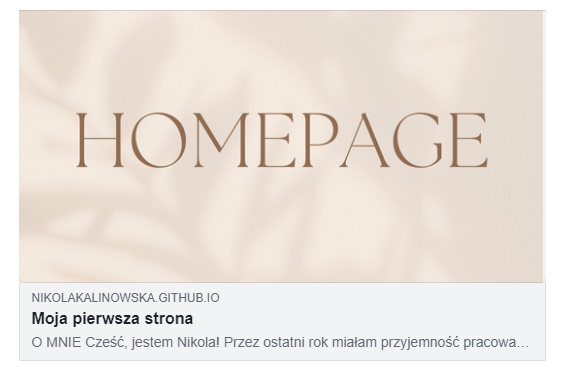 HOMEPAGE
NIKOLAKALINOWSKA.GITHUB.IO
Moja pierwsza strona
O MNIE Cześć, jestem Nikola! Przez ostatni rok miałam przyjemność pracowa…